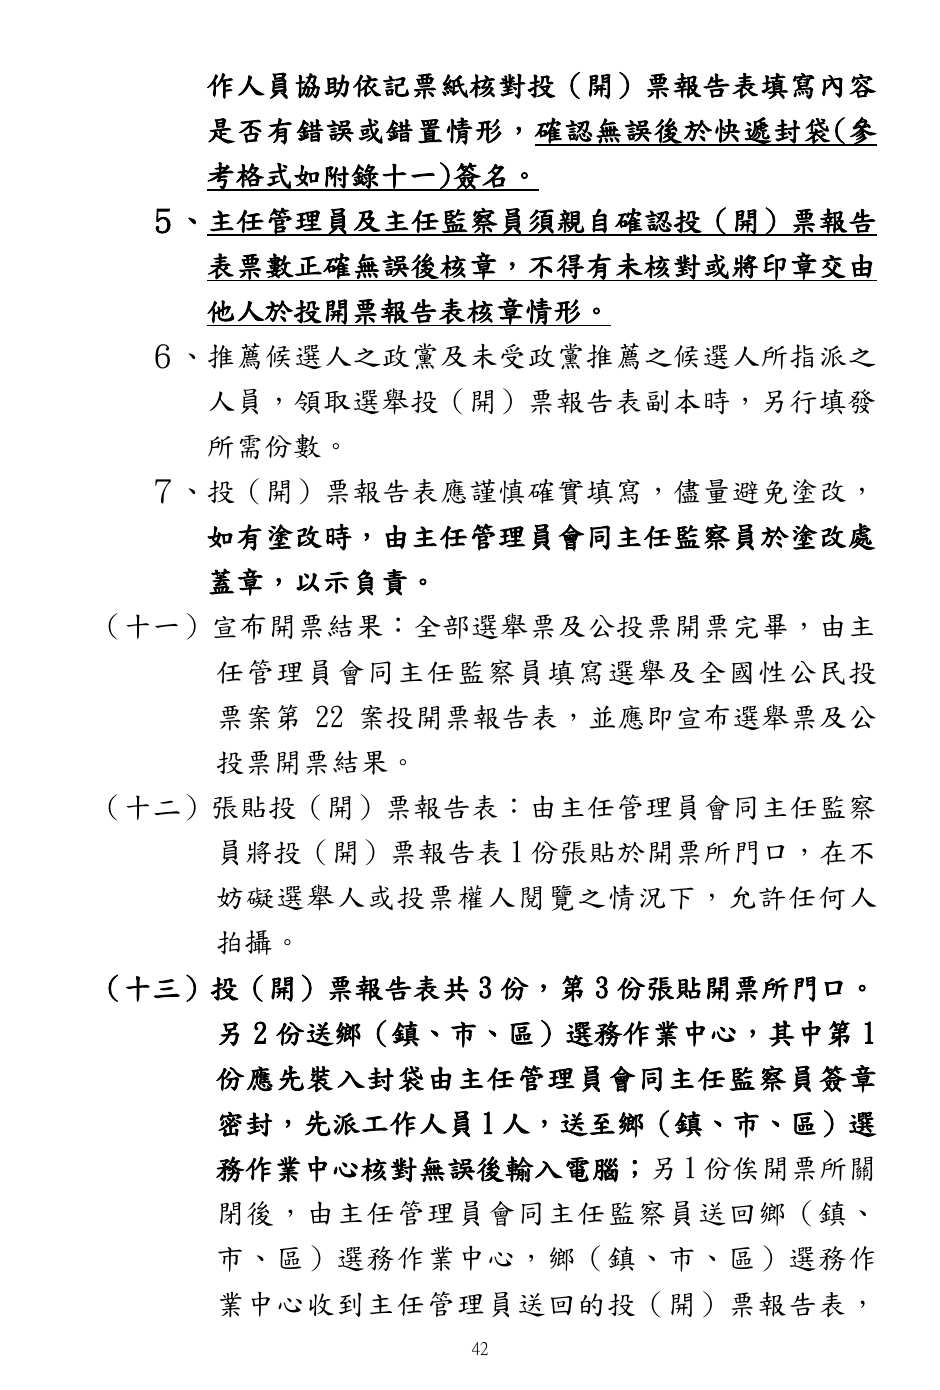 作人員協助依記票紙核對投（開）票報告表填寫內容
是否有錯誤或錯置情形，確認無誤後於快遞封袋(參
考格式如附錄十一)簽名。
５、主任管理員及主任監察員須親自確認投（開）票報告
表票數正確無誤後核章，不得有未核對或將印章交由
他人於投開票報告表核章情形。
６、推薦候選人之政黨及未受政黨推薦之候選人所指派之
人員，領取選舉投（開）票報告表副本時，另行填發
所需份數。
７、投（開）票報告表應謹慎確實填寫，儘量避免塗改，
如有塗改時，由主任管理員會同主任監察員於塗改處
蓋章，以示負責。
（十一）宣布開票結果：全部選舉票及公投票開票完畢，由主
任管理員會同主任監察員填寫選舉及全國性公民投
票案第 22 案投開票報告表，並應即宣布選舉票及公
投票開票結果。
（十二）張貼投（開）票報告表：由主任管理員會同主任監察
員將投（開）票報告表1份張貼於開票所門口，在不
妨礙選舉人或投票權人閱覽之情況下，允許任何人
拍攝。
（十三）投（開）票報告表共3份，第3份張貼開票所門口。
另2份送鄉（鎮、市、區）選務作業中心，其中第1
份應先裝入封袋由主任管理員會同主任監察員簽章
密封，先派工作人員1人，送至鄉（鎮、市、區）選
務作業中心核對無誤後輸入電腦；另1份俟開票所關
閉後，由主任管理員會同主任監察員送回鄉（鎮、
市、區）選務作業中心，鄉（鎮、市、區）選務作
業中心收到主任管理員送回的投（開）票報告表，
42